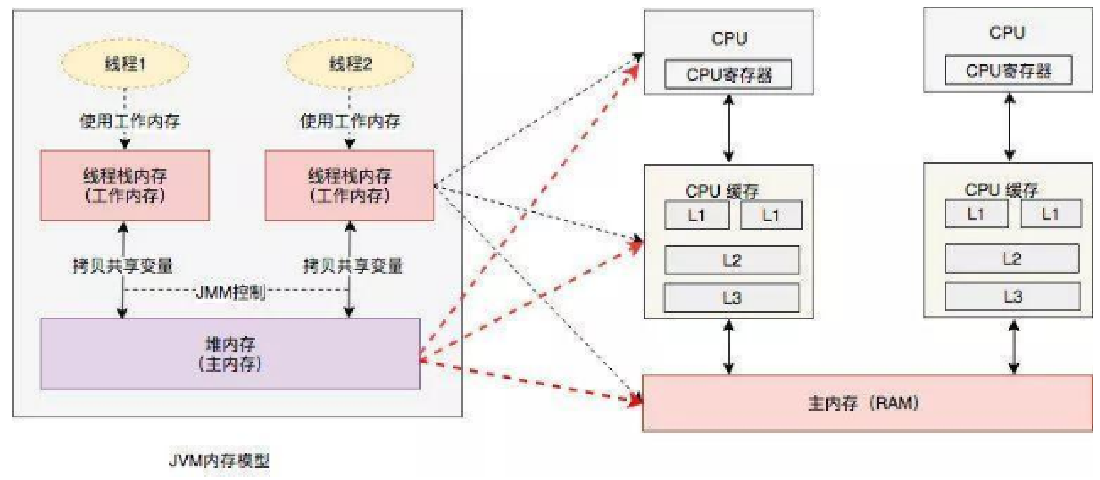 线程1
线程2
使用工作内存
使用工作内存
线程栈内存
(工作内存)
线程栈内存
(工作内存)
拷贝共享变量
拷贝共享变量
JMM控制
堆内存
(主内存)
JVM内存模型
CPU
CPU寄存器
CPU
CPU寄存器
CPU 缓存
L1
L1
L2
L3
CPU 缓存
L1
L1
L2
L3
主内存（RAM）